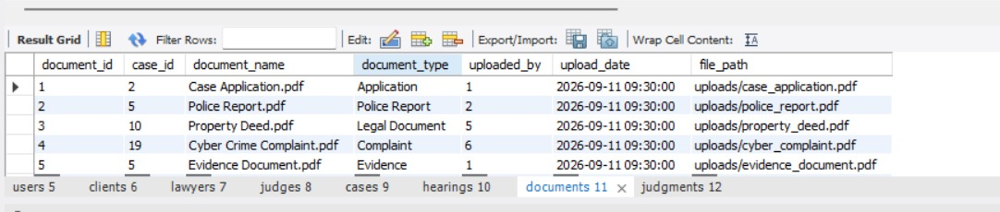 Result Grid Filter Rows: Edit: Export/Import: Wrap Cell Content: IA
document_id case_id document_name document_type uploaded_by upload_date file_path
1 2 Case Application.pdf Application 1 2026-09-11 09:30:00 uploads/case_application.pdf
2 5 Police Report.pdf Police Report 2 2026-09-11 09:30:00 uploads/police_report.pdf
3 10 Property Deed.pdf Legal Document 5 2026-09-11 09:30:00 uploads/property_deed.pdf
4 19 Cyber Crime Complaint.pdf Complaint 6 2026-09-11 09:30:00 uploads/cyber_complaint.pdf
5 5 Evidence Document.pdf Evidence 1 2026-09-11 09:30:00 uploads/evidence_document.pdf
users 5 clients 6 lawyers 7 judges 8 cases 9 hearings 10 documents 11 judgments 12